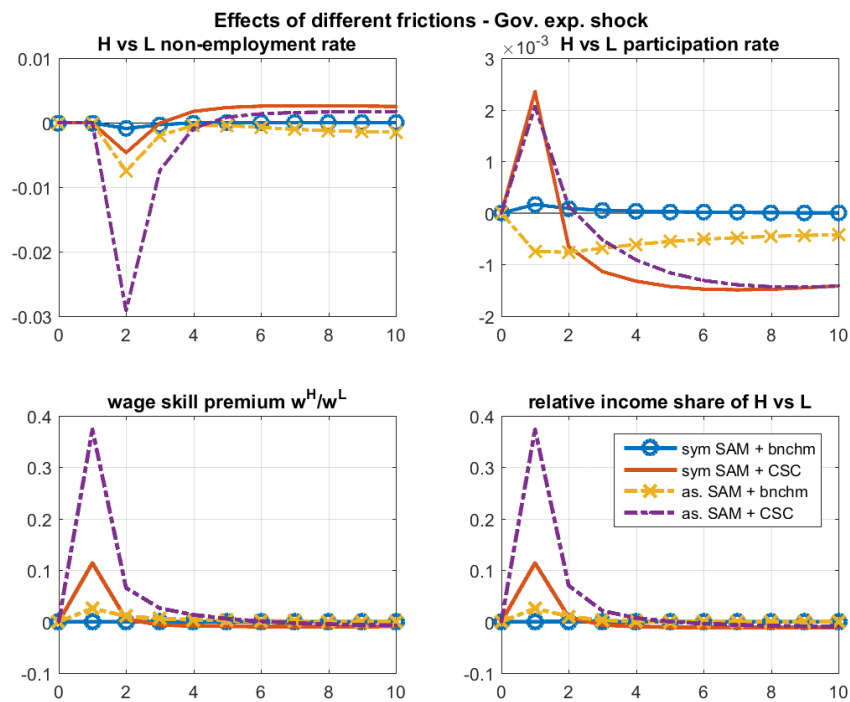 Effects of different frictions - Gov. exp. shock
H vs L non-employment rate
0.01
0
-0.01
-0.02
-0.03
0 2 4 6 8 10
×10⁻³ H vs L participation rate
3
2
1
0
-1
-2
0 2 4 6 8 10
wage skill premium wᴴ/wᴸ
0.4
0.3
0.2
0.1
0
-0.1
0 2 4 6 8 10
relative income share of H vs L
0.4
0.3
0.2
0.1
0
-0.1
0 2 4 6 8 10
sym SAM + bnchm
sym SAM + CSC
as. SAM + bnchm
as. SAM + CSC